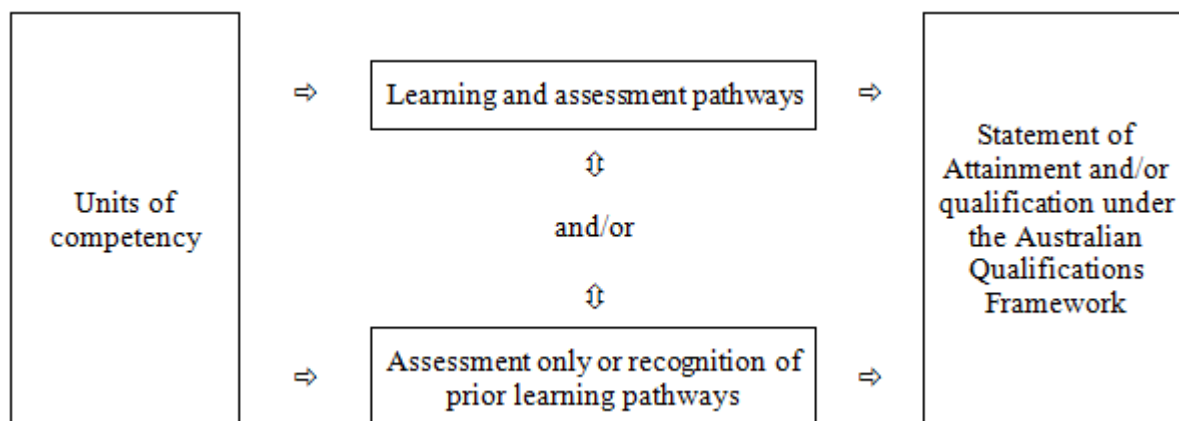 Units of
competency
Learning and assessment pathways
and/or
Assessment only or recognition of
prior learning pathways
Statement of
Attainment and/or
qualification under
the Australian
Qualifications
Framework